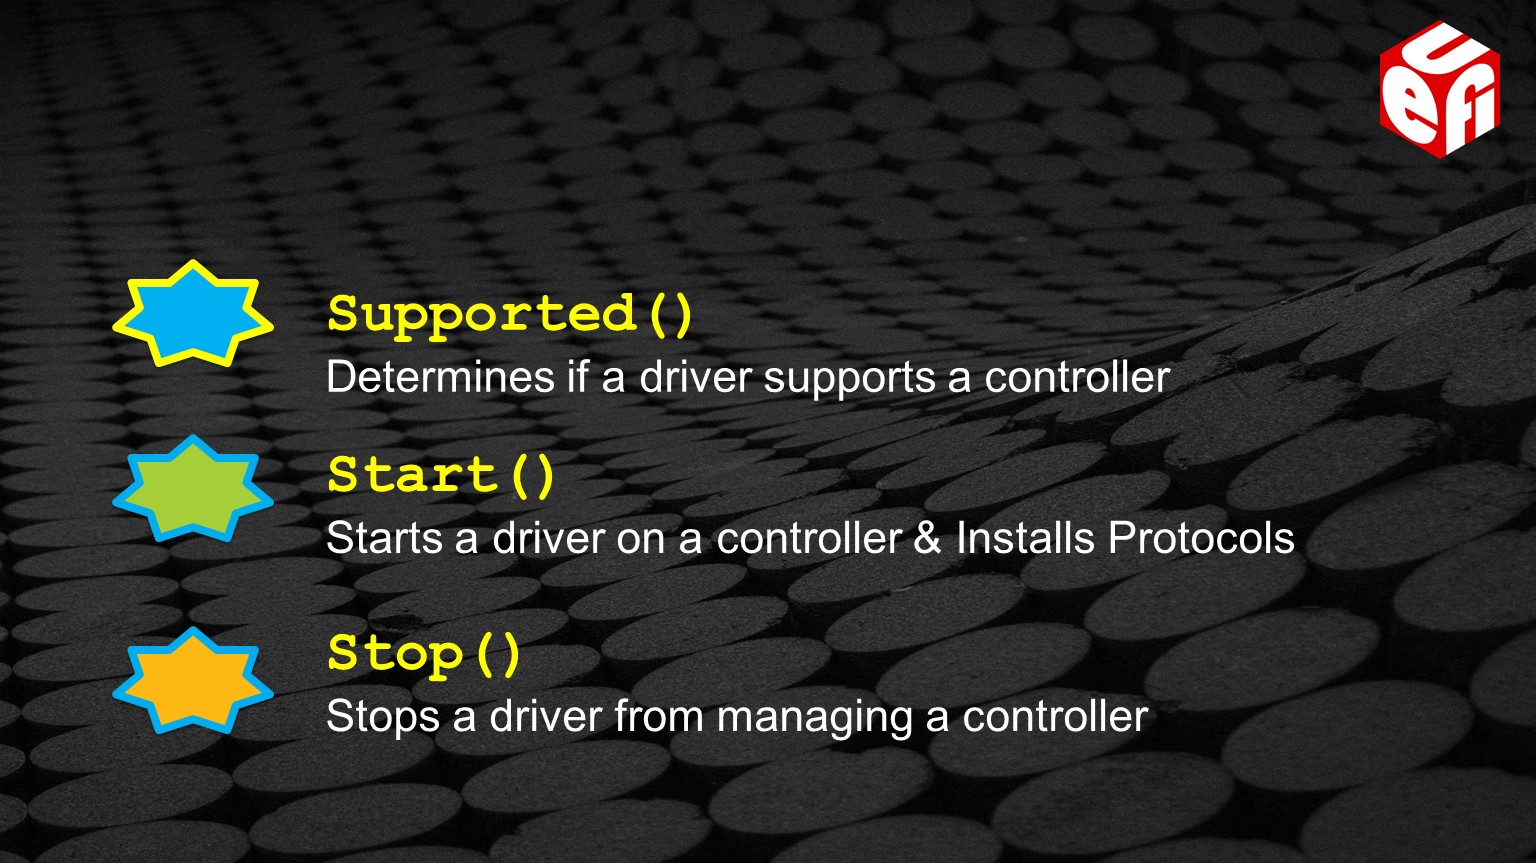 UEFI
Supported()
Determines if a driver supports a controller
Start()
Starts a driver on a controller & Installs Protocols
Stop()
Stops a driver from managing a controller